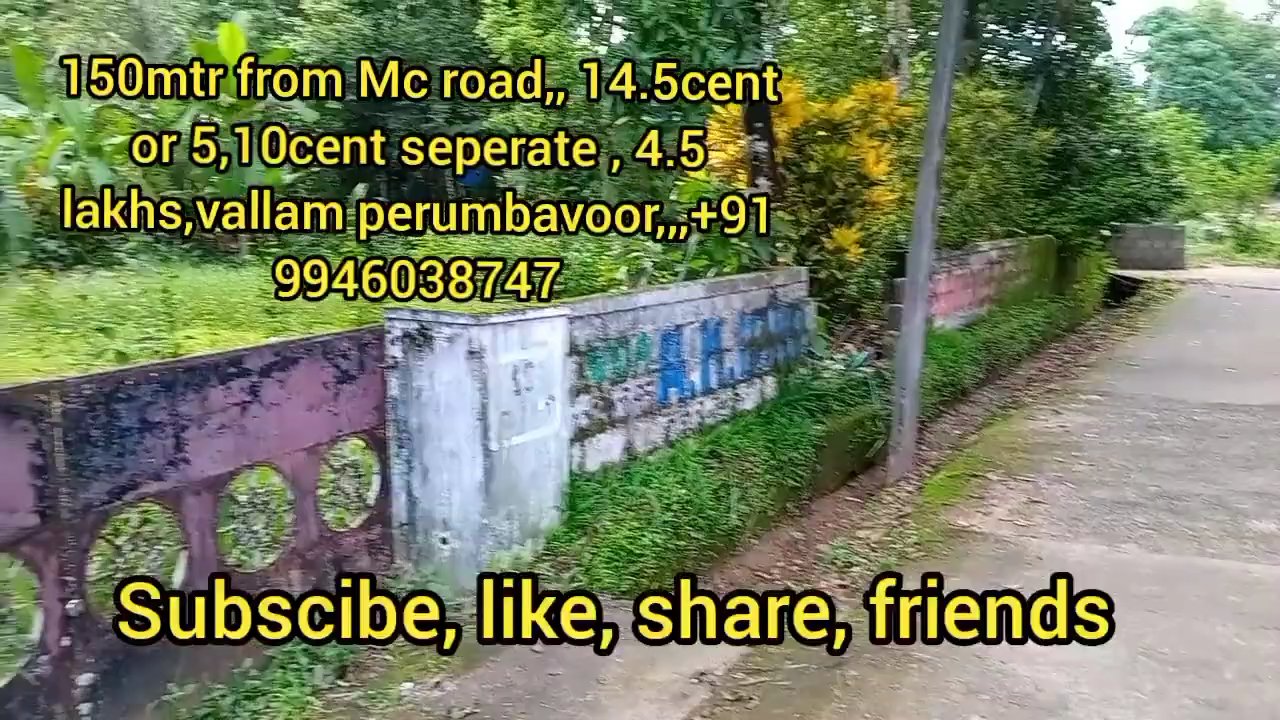 150mtr from Mc road,, 14.5cent
or 5,10cent seperate , 4.5
lakhs,vallam perumbavoor,,,+91
9946038747
A.K.
Subscibe, like, share, friends